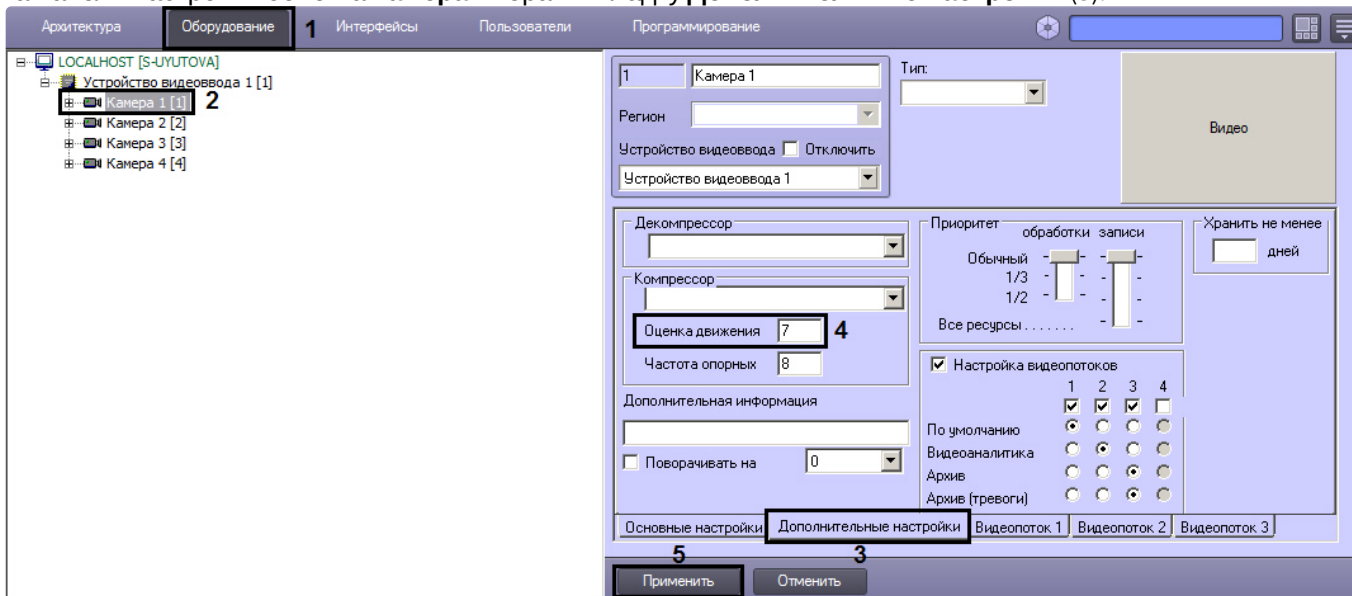 Архитектура Оборудование 1 Интерфейсы Пользователи Программирование
LOCALHOST [S-UYUTOVA]
Устройство видеоввода 1 [1]
Камера 1 [1] 2
Камера 2 [2]
Камера 3 [3]
Камера 4 [4]
1 Камера 1
Тип:
Регион
Устройство видеоввода Отключить
Устройство видеоввода 1
Видео
Декомпрессор
Компрессор
Оценка движения 7 4
Частота опорных 8
Дополнительная информация
Поворачивать на 0
Приоритет
обработки записи
Обычный
1/3
1/2
Все ресурсы.......
Хранить не менее
дней
Настройка видеопотоков
1 2 3 4
По умолчанию
Видеоаналитика
Архив
Архив (тревоги)
Основные настройки Дополнительные настройки Видеопоток 1 Видеопоток 2 Видеопоток 3
5 3
Применить Отменить